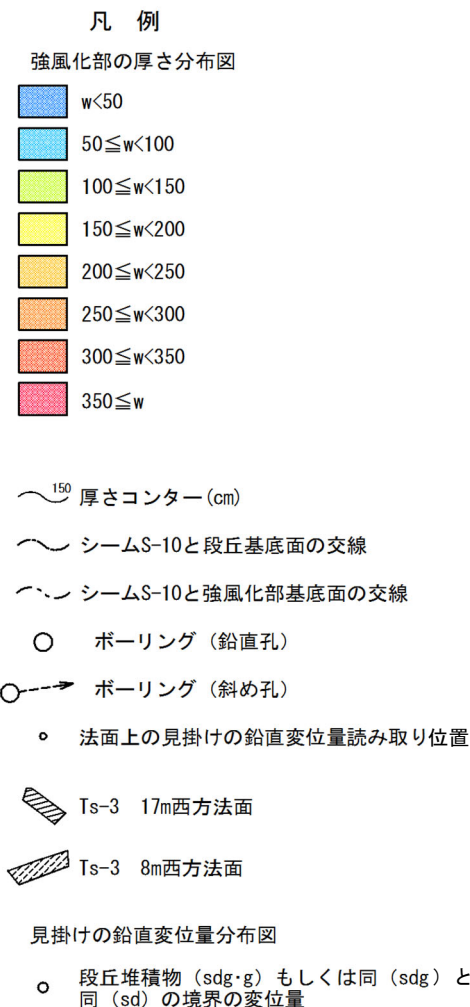 凡 例
強風化部の厚さ分布図
w<50
50≦w<100
100≦w<150
150≦w<200
200≦w<250
250≦w<300
300≦w<350
350≦w
150 厚さコンター(cm)
シームS-10と段丘基底面の交線
シームS-10と強風化部基底面の交線
ボーリング (鉛直孔)
ボーリング (斜め孔)
法面上の見掛けの鉛直変位量読み取り位置
Ts-3 17m西方法面
Ts-3 8m西方法面
見掛けの鉛直変位量分布図
段丘堆積物 (sdg・g) もしくは同 (sdg) と
同 (sd) の境界の変位量